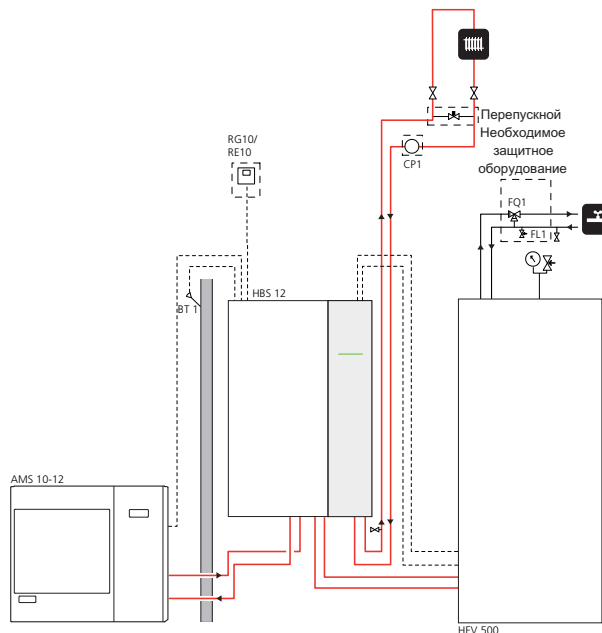 Перепускной
Необходимое
защитное
оборудование
RG10/
RE10
CP1
FQ1
FL1
BT 1
HBS 12
AMS 10-12
HEV 500